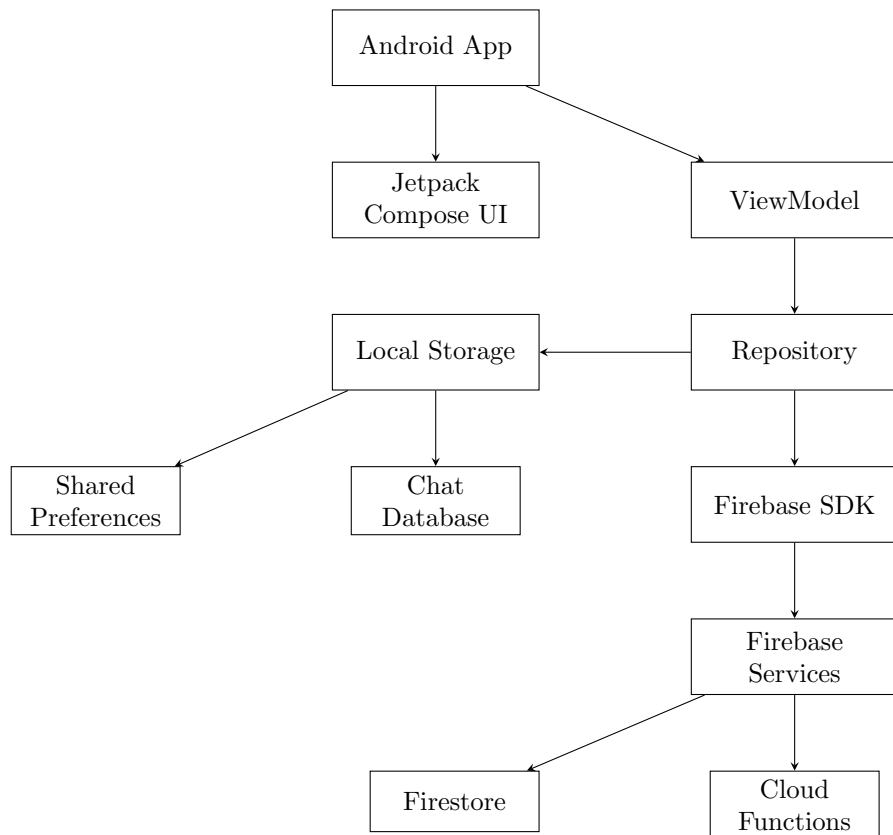 Android App
Jetpack
Compose UI
ViewModel
Local Storage
Repository
Shared
Preferences
Chat
Database
Firebase SDK
Firebase
Services
Firestore
Cloud
Functions